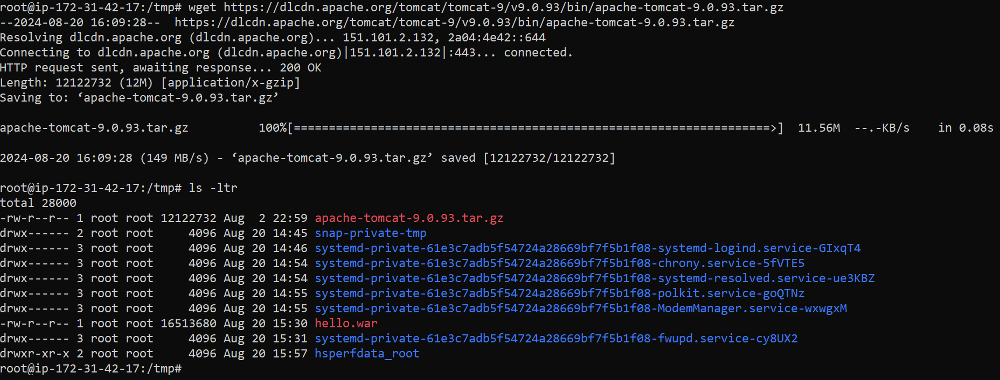 root@ip-172-31-42-17:/tmp# wget https://dlcdn.apache.org/tomcat/tomcat-9/v9.0.93/bin/apache-tomcat-9.0.93.tar.gz
--2024-08-20 16:09:28--  https://dlcdn.apache.org/tomcat/tomcat-9/v9.0.93/bin/apache-tomcat-9.0.93.tar.gz
Resolving dlcdn.apache.org (dlcdn.apache.org)... 151.101.2.132, 2a04:4e42::644
Connecting to dlcdn.apache.org (dlcdn.apache.org)|151.101.2.132|:443... connected.
HTTP request sent, awaiting response... 200 OK
Length: 12122732 (12M) [application/x-gzip]
Saving to: ‘apache-tomcat-9.0.93.tar.gz’
apache-tomcat-9.0.93.tar.gz          100%[====================================================================>]  11.56M  --.-KB/s    in 0.08s
2024-08-20 16:09:28 (149 MB/s) - ‘apache-tomcat-9.0.93.tar.gz’ saved [12122732/12122732]
root@ip-172-31-42-17:/tmp# ls -ltr
total 28000
-rw-r--r-- 1 root root 12122732 Aug  2 22:59 apache-tomcat-9.0.93.tar.gz
drwx------ 2 root root     4096 Aug 20 14:45 snap-private-tmp
drwx------ 3 root root     4096 Aug 20 14:46 systemd-private-61e3c7adb5f54724a28669bf7f5b1f08-systemd-logind.service-GIxqT4
drwx------ 3 root root     4096 Aug 20 14:54 systemd-private-61e3c7adb5f54724a28669bf7f5b1f08-chrony.service-5fVTE5
drwx------ 3 root root     4096 Aug 20 14:54 systemd-private-61e3c7adb5f54724a28669bf7f5b1f08-systemd-resolved.service-ue3KBZ
drwx------ 3 root root     4096 Aug 20 14:55 systemd-private-61e3c7adb5f54724a28669bf7f5b1f08-polkit.service-goQTNz
drwx------ 3 root root     4096 Aug 20 14:55 systemd-private-61e3c7adb5f54724a28669bf7f5b1f08-ModemManager.service-wxwgxM
-rw-r--r-- 1 root root 16513680 Aug 20 15:30 hello.war
drwx------ 3 root root     4096 Aug 20 15:31 systemd-private-61e3c7adb5f54724a28669bf7f5b1f08-fwupd.service-cy8UX2
drwxr-xr-x 2 root root     4096 Aug 20 15:57 hsperfdata_root
root@ip-172-31-42-17:/tmp#